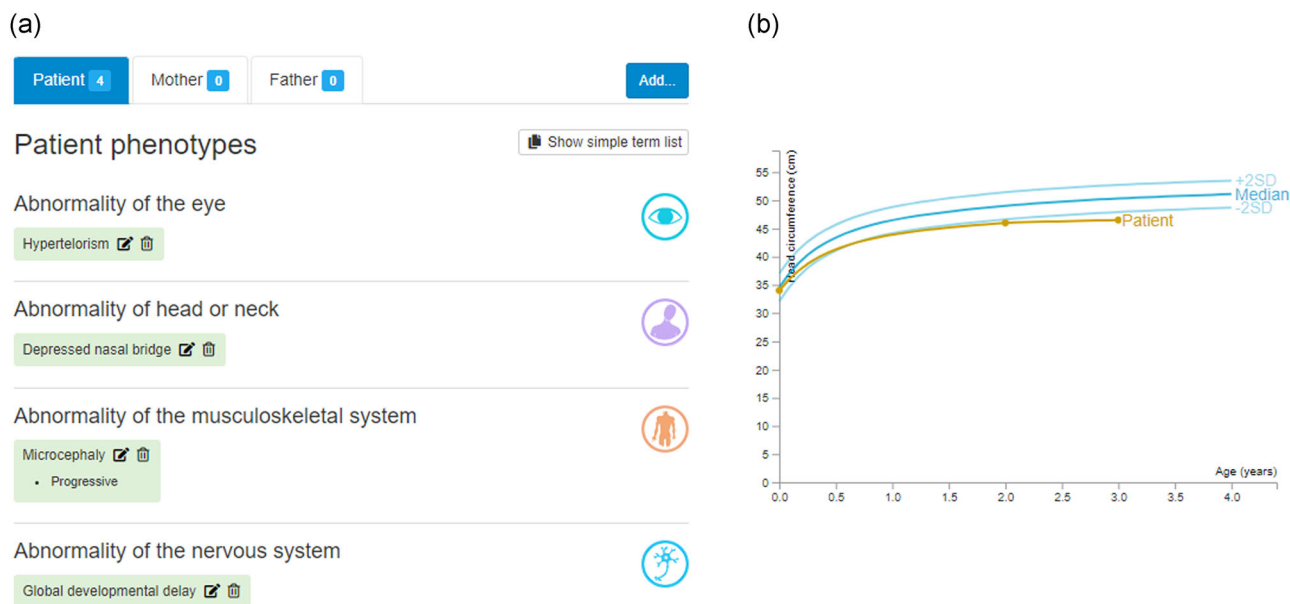 (a)
Patient 4 Mother 0 Father 0 Add...
Patient phenotypes
Show simple term list
Abnormality of the eye
Hypertelorism
Abnormality of head or neck
Depressed nasal bridge
Abnormality of the musculoskeletal system
Microcephaly
• Progressive
Abnormality of the nervous system
Global developmental delay
(b)
Head circumference (cm)
55
50
45
40
35
30
25
20
15
10
5
0
+2SD
Median
-2SD
Patient
Age (years)
0.0 0.5 1.0 1.5 2.0 2.5 3.0 3.5 4.0